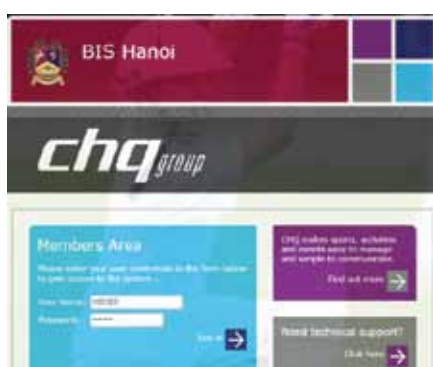 BIS Hanoi
chq group
Members Area
Please enter your user credentials in the form below
to gain access to the system
User Name:
Password:
CHQ makes sports, activities
and events easy to manage
and simple to communicate.
Find out more
Need technical support?
Click here